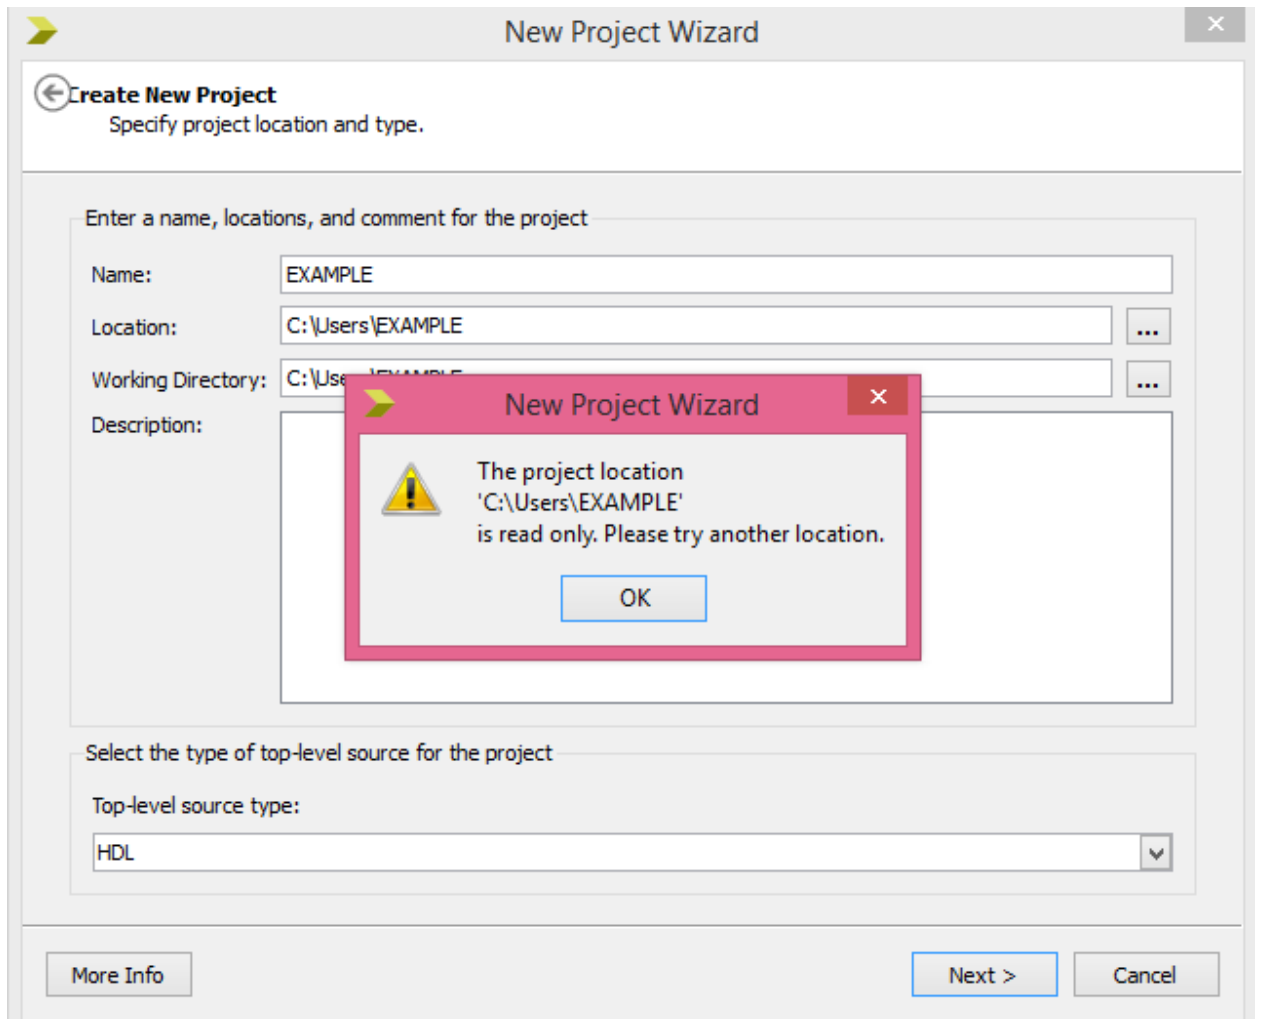 New Project Wizard
Create New Project
Specify project location and type.
Enter a name, locations, and comment for the project
Name:
EXAMPLE
Location:
C:\Users\EXAMPLE
...
Working Directory:
...
Description:
New Project Wizard
The project location
'C:\Users\EXAMPLE'
is read only. Please try another location.
OK
Select the type of top-level source for the project
Top-level source type:
HDL
More Info
Next >
Cancel